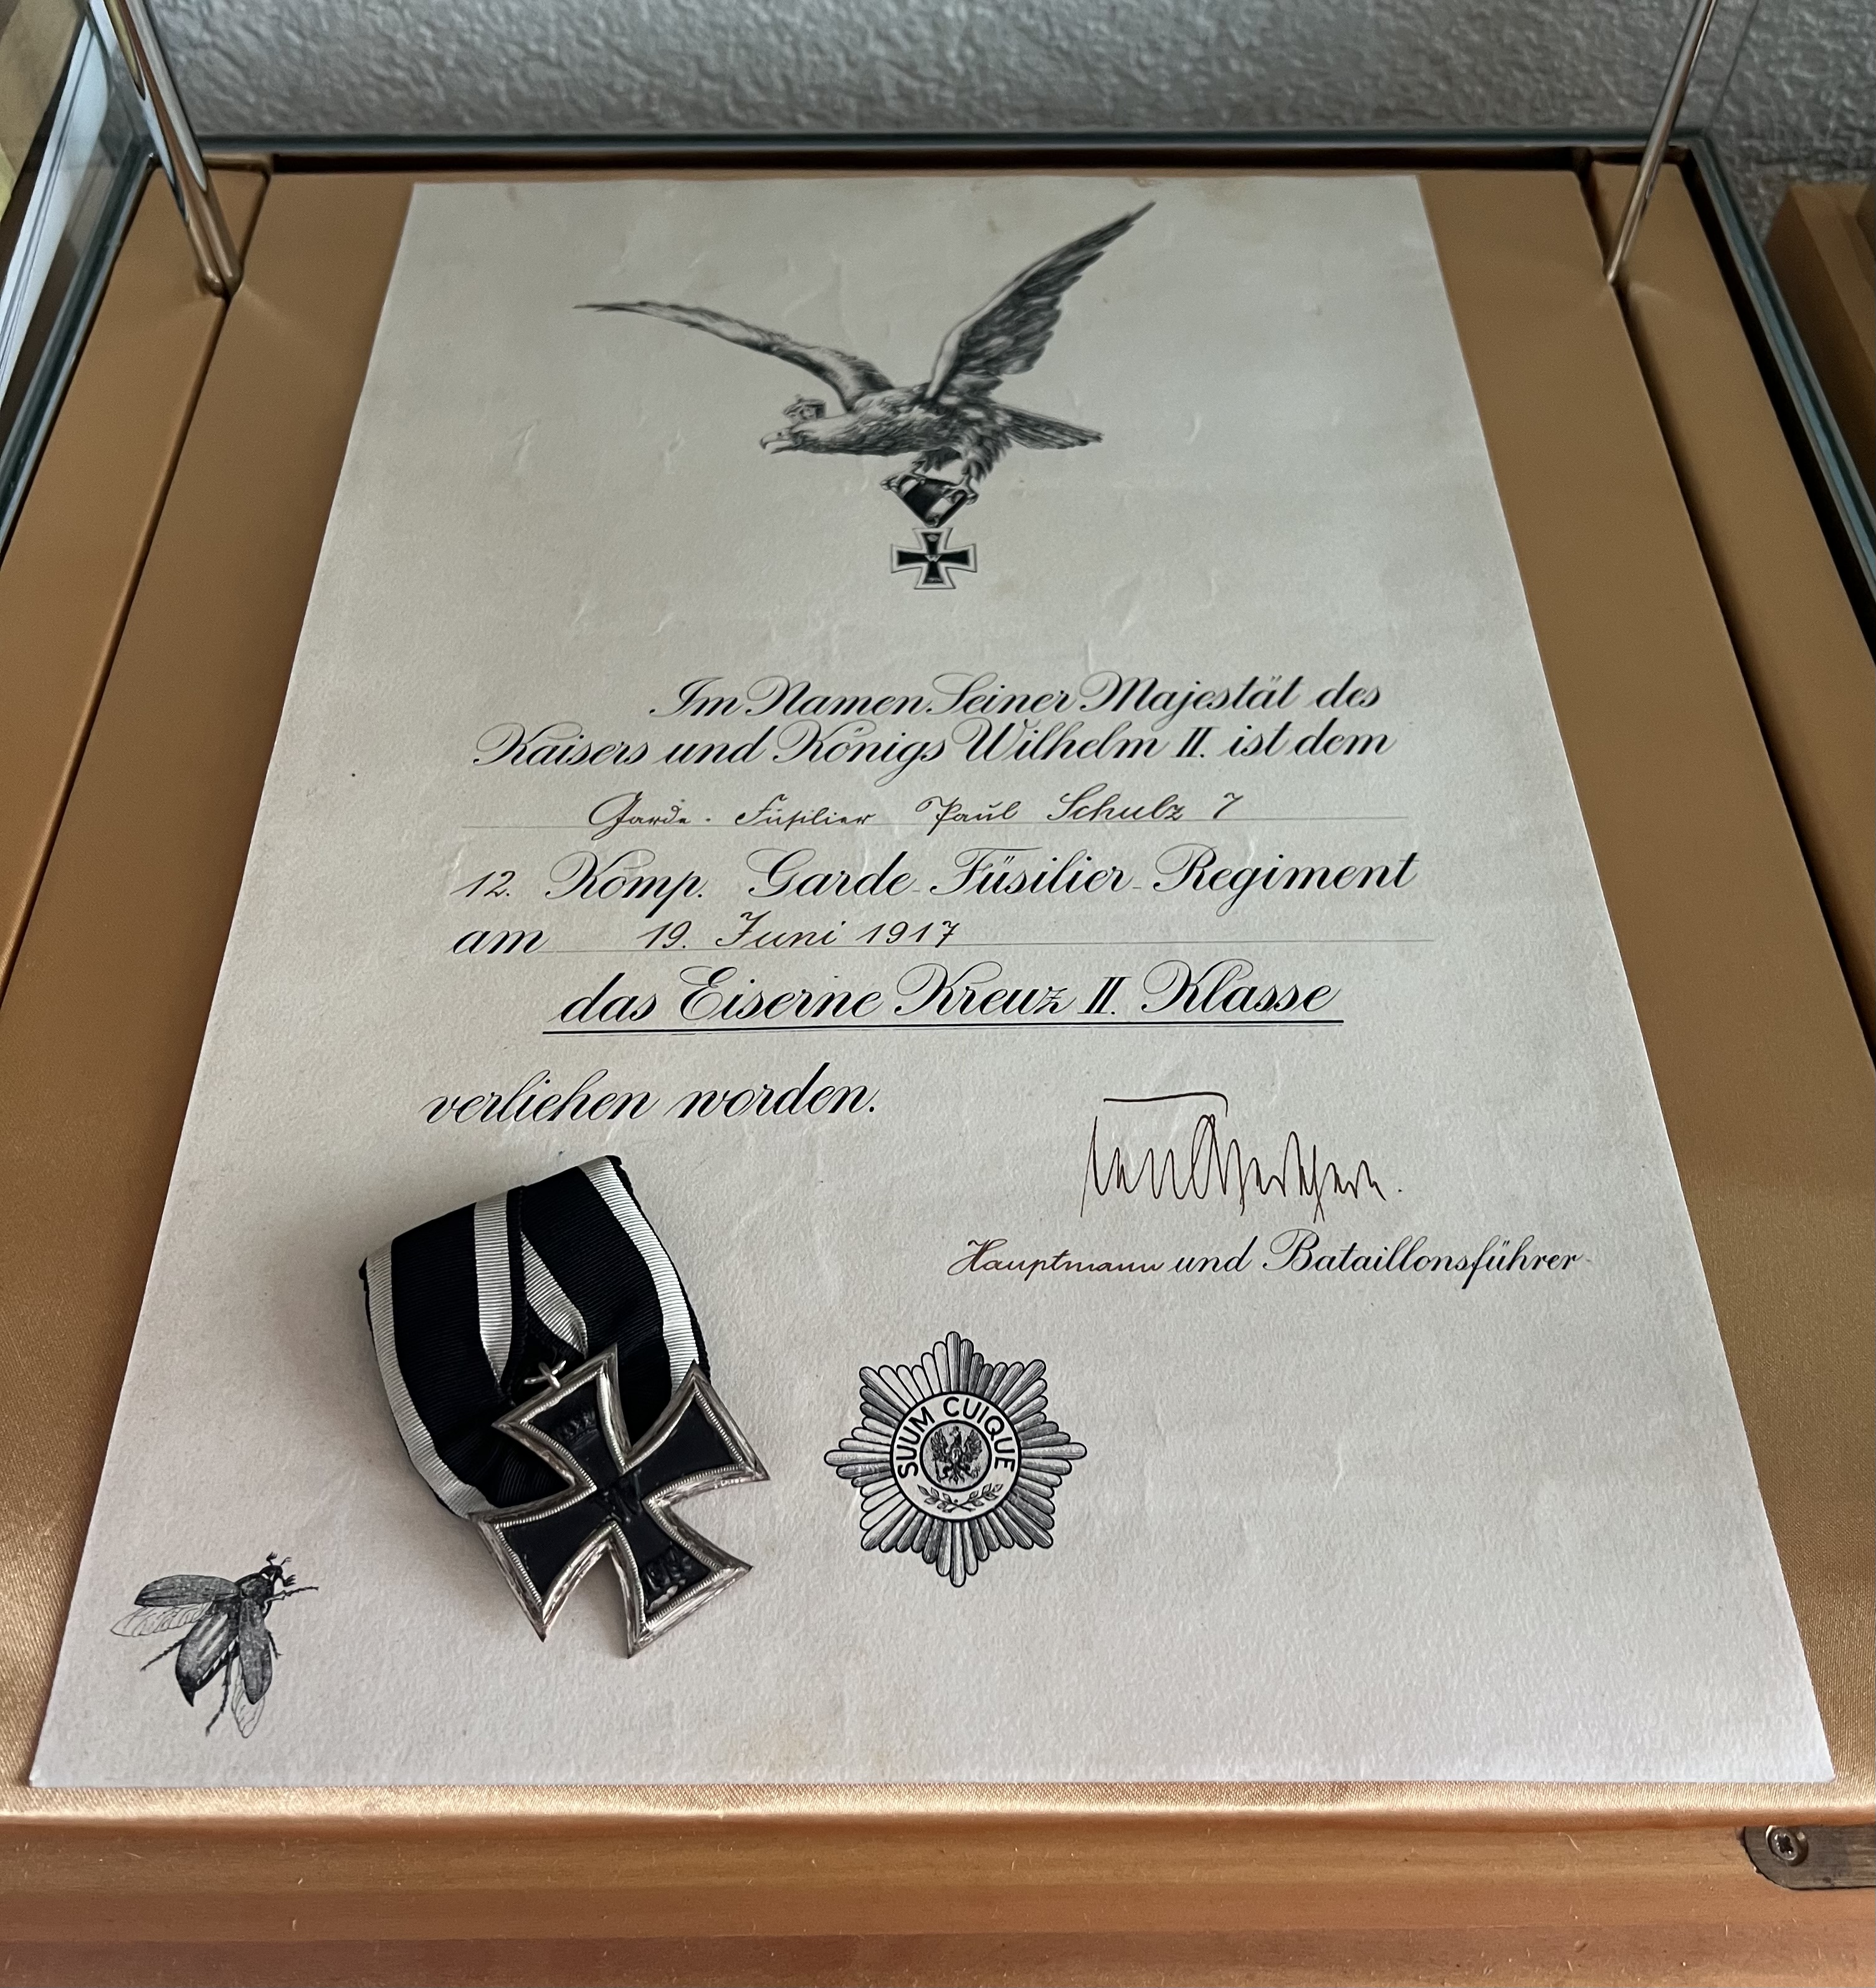 Im Namen Seiner Majestät des
Kaisers und Königs Wilhelm II. ist dem
Garde-Füsilier Paul Schulz 7
12. Komp. Garde-Füsilier-Regiment
am 19. Juni 1917
das Eiserne Kreuz II. Klasse
verliehen worden.
Hauptmann und Bataillonsführer
SUUM CUIQUE
W